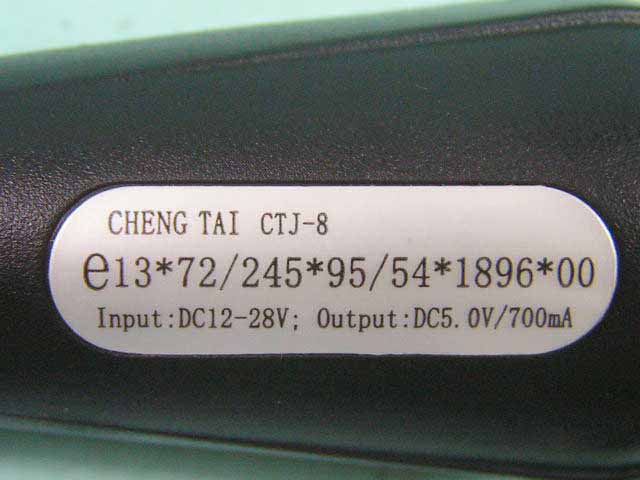 CHENG TAI CTJ-8
e13*72/245*95/54*1896*00
Input:DC12-28V; Output:DC5.0V/700mA